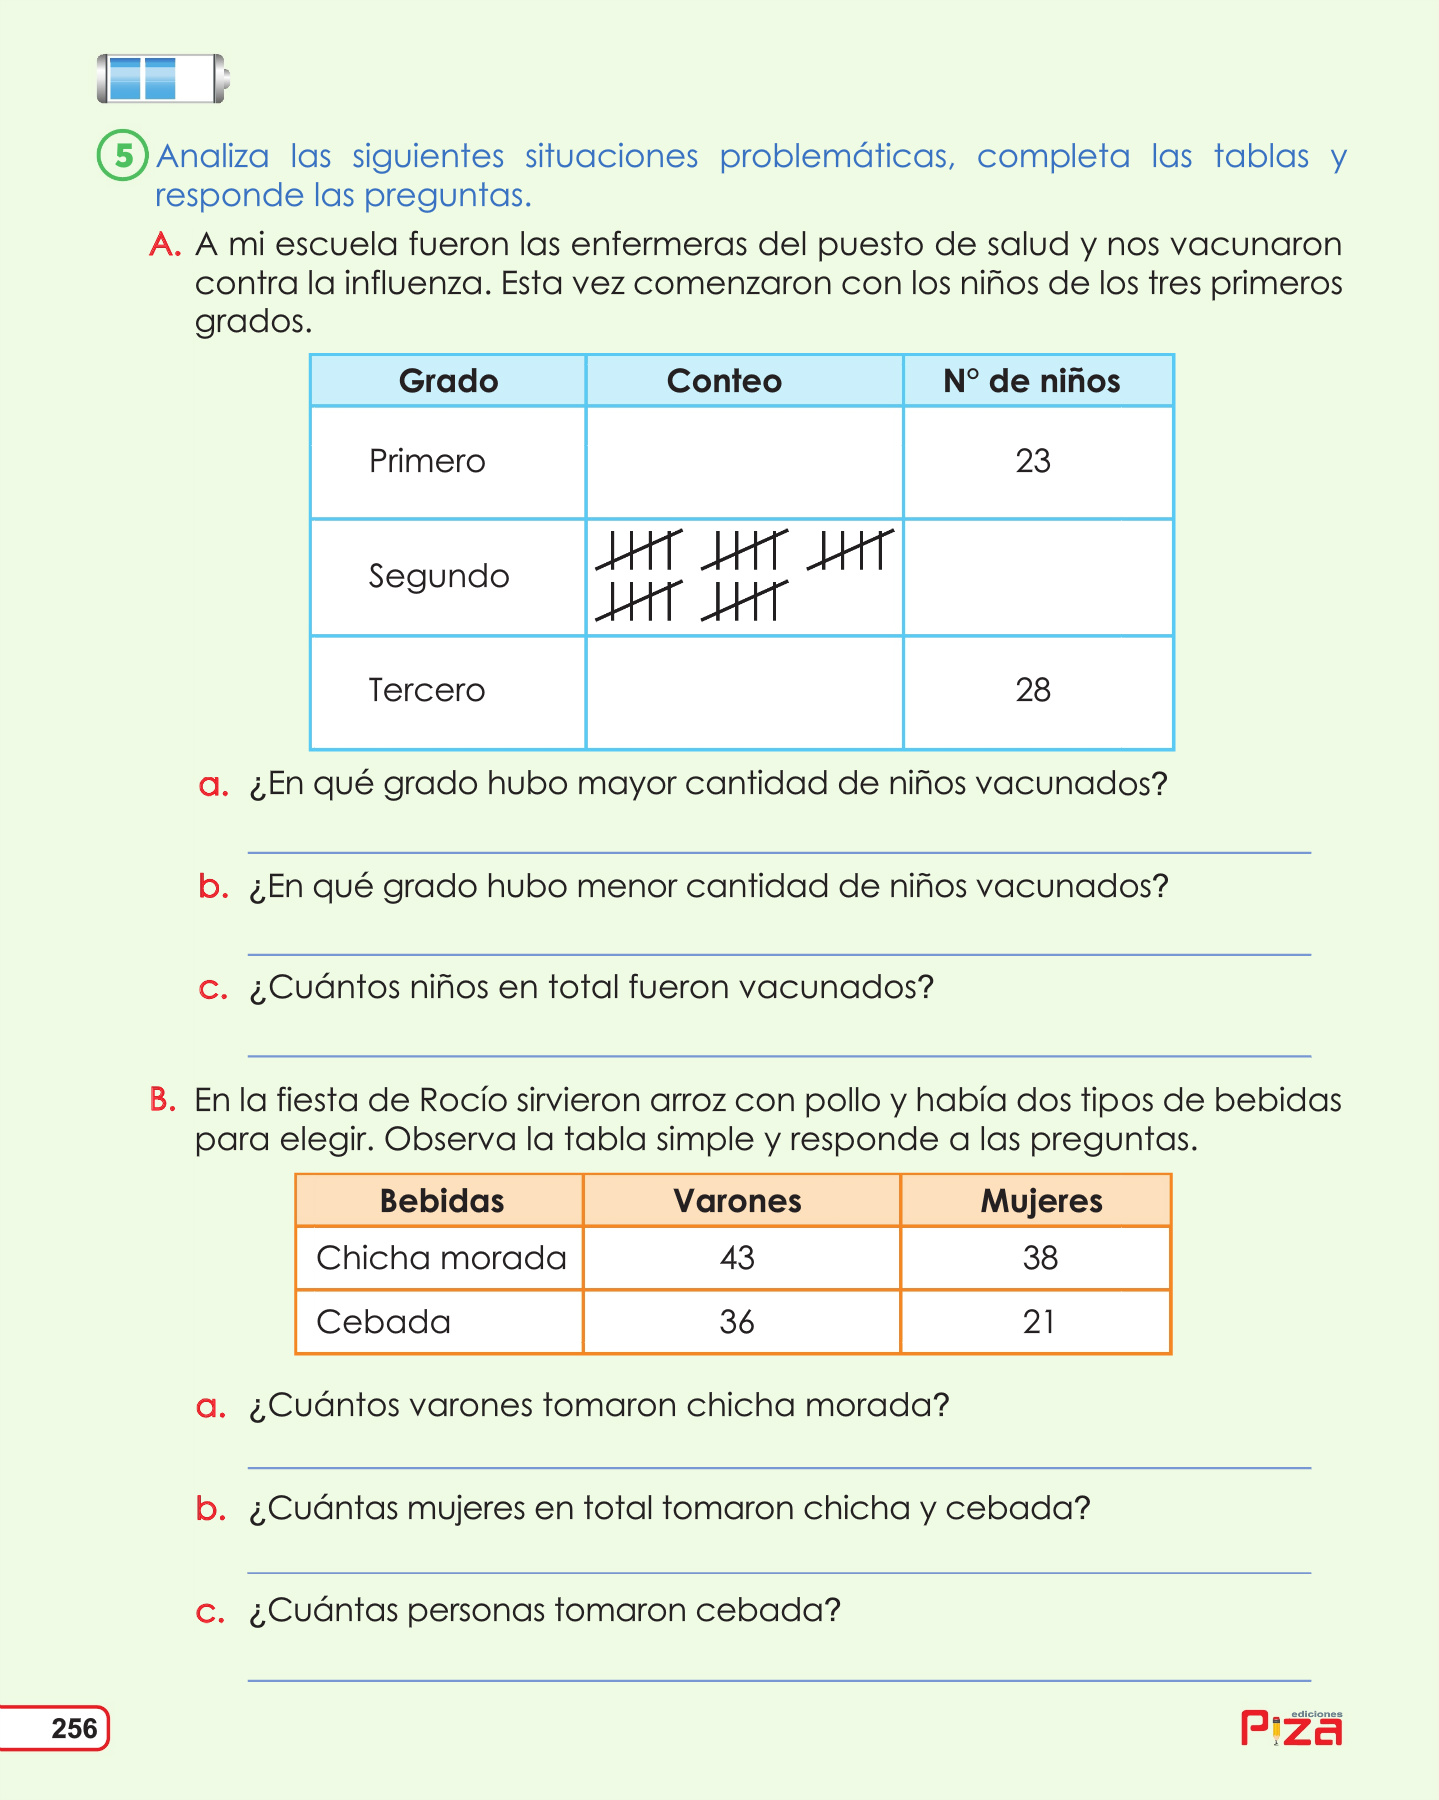 5 Analiza las siguientes situaciones problemáticas, completa las tablas y
responde las preguntas.
A. A mi escuela fueron las enfermeras del puesto de salud y nos vacunaron
contra la influenza. Esta vez comenzaron con los niños de los tres primeros
grados.
Grado Conteo N° de niños
Primero 23
Segundo
Tercero 28
a. ¿En qué grado hubo mayor cantidad de niños vacunados?
b. ¿En qué grado hubo menor cantidad de niños vacunados?
c. ¿Cuántos niños en total fueron vacunados?
B. En la fiesta de Rocío sirvieron arroz con pollo y había dos tipos de bebidas
para elegir. Observa la tabla simple y responde a las preguntas.
Bebidas Varones Mujeres
Chicha morada 43 38
Cebada 36 21
a. ¿Cuántos varones tomaron chicha morada?
b. ¿Cuántas mujeres en total tomaron chicha y cebada?
c. ¿Cuántas personas tomaron cebada?
256
ediciones
Piza